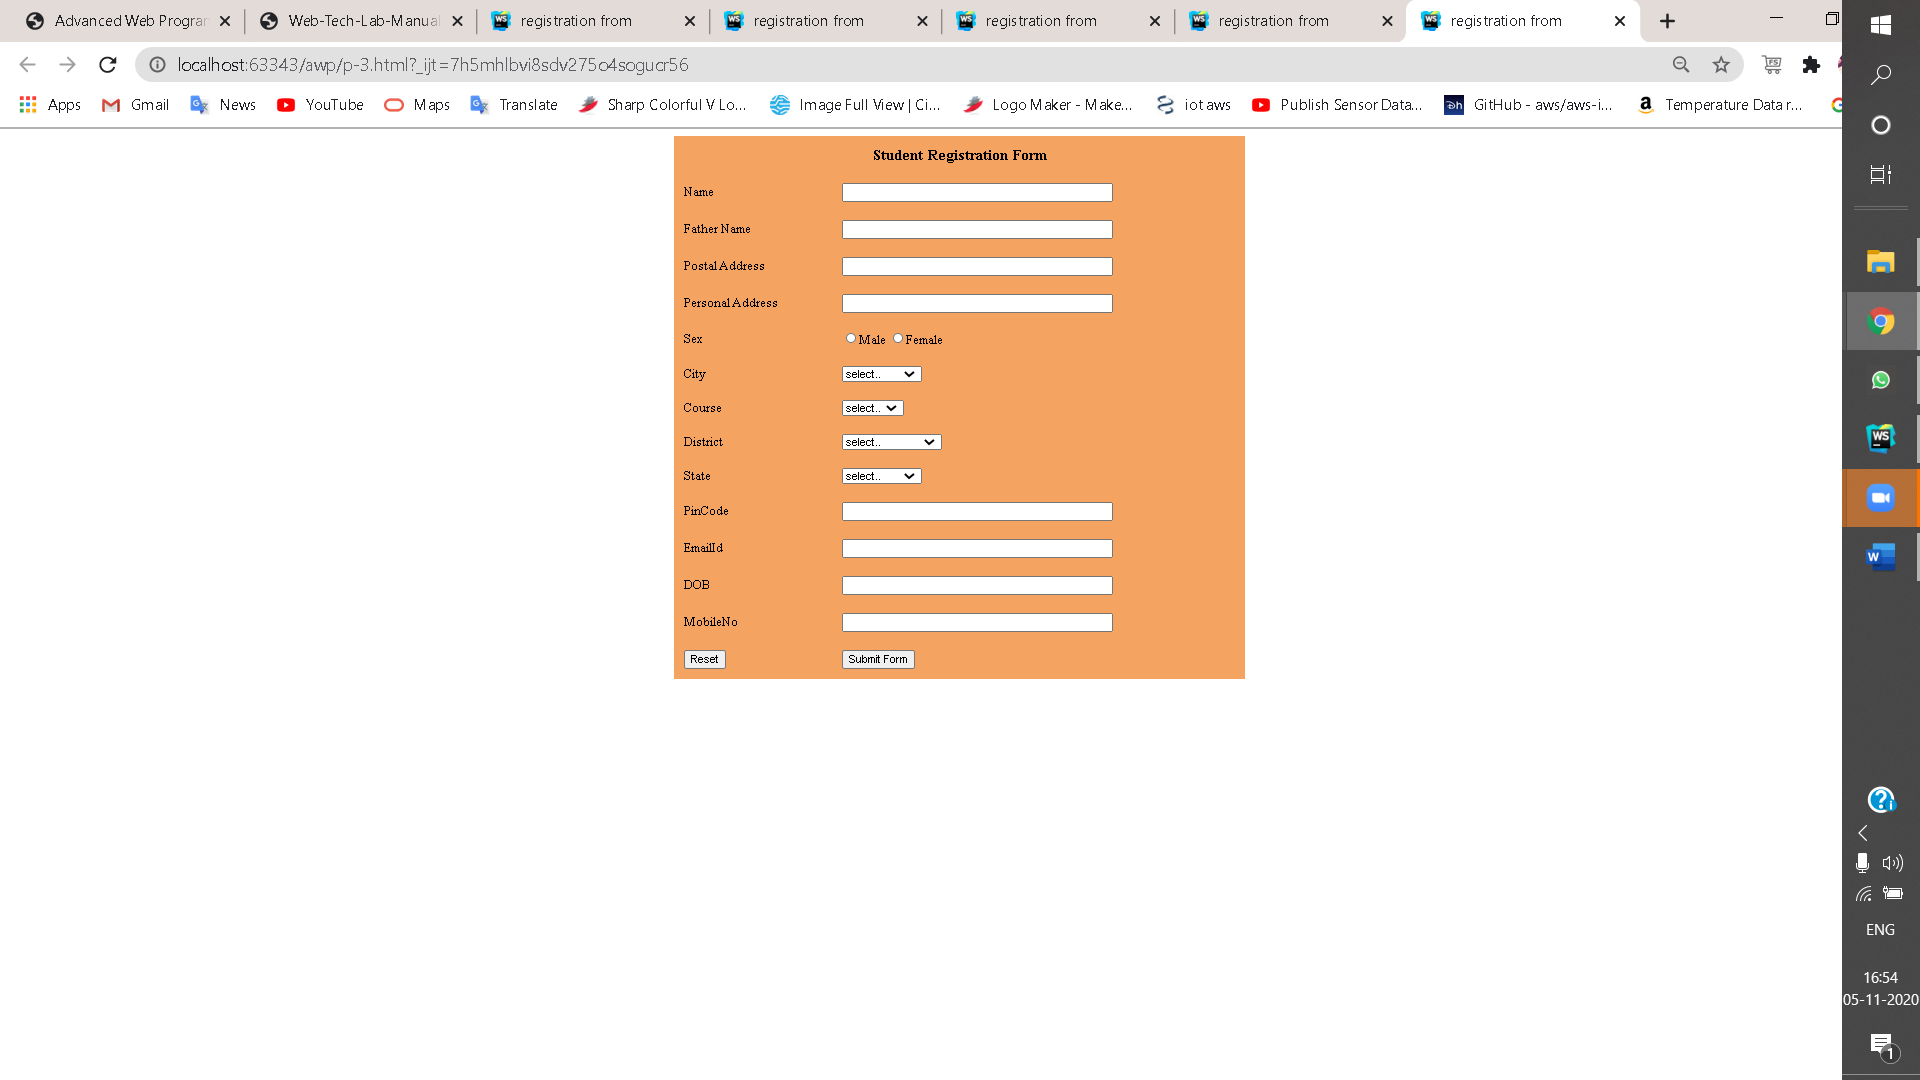 Advanced Web Program
Web-Tech-Lab-Manual
registration from
registration from
registration from
registration from
registration from
localhost:63343/awp/p-3.html?_ijt=7h5mhlbvi8sdv275o4sogucr56
Apps Gmail News YouTube Maps Translate Sharp Colorful V Lo... Image Full View | Ci... Logo Maker - Make... iot aws Publish Sensor Data... GitHub - aws/aws-i... Temperature Data r...
Student Registration Form
Name
Father Name
Postal Address
Personal Address
Sex Male Female
City select..
Course select..
District select..
State select..
PinCode
EmailId
DOB
MobileNo
Reset Submit Form
ENG
16:54
05-11-2020
1